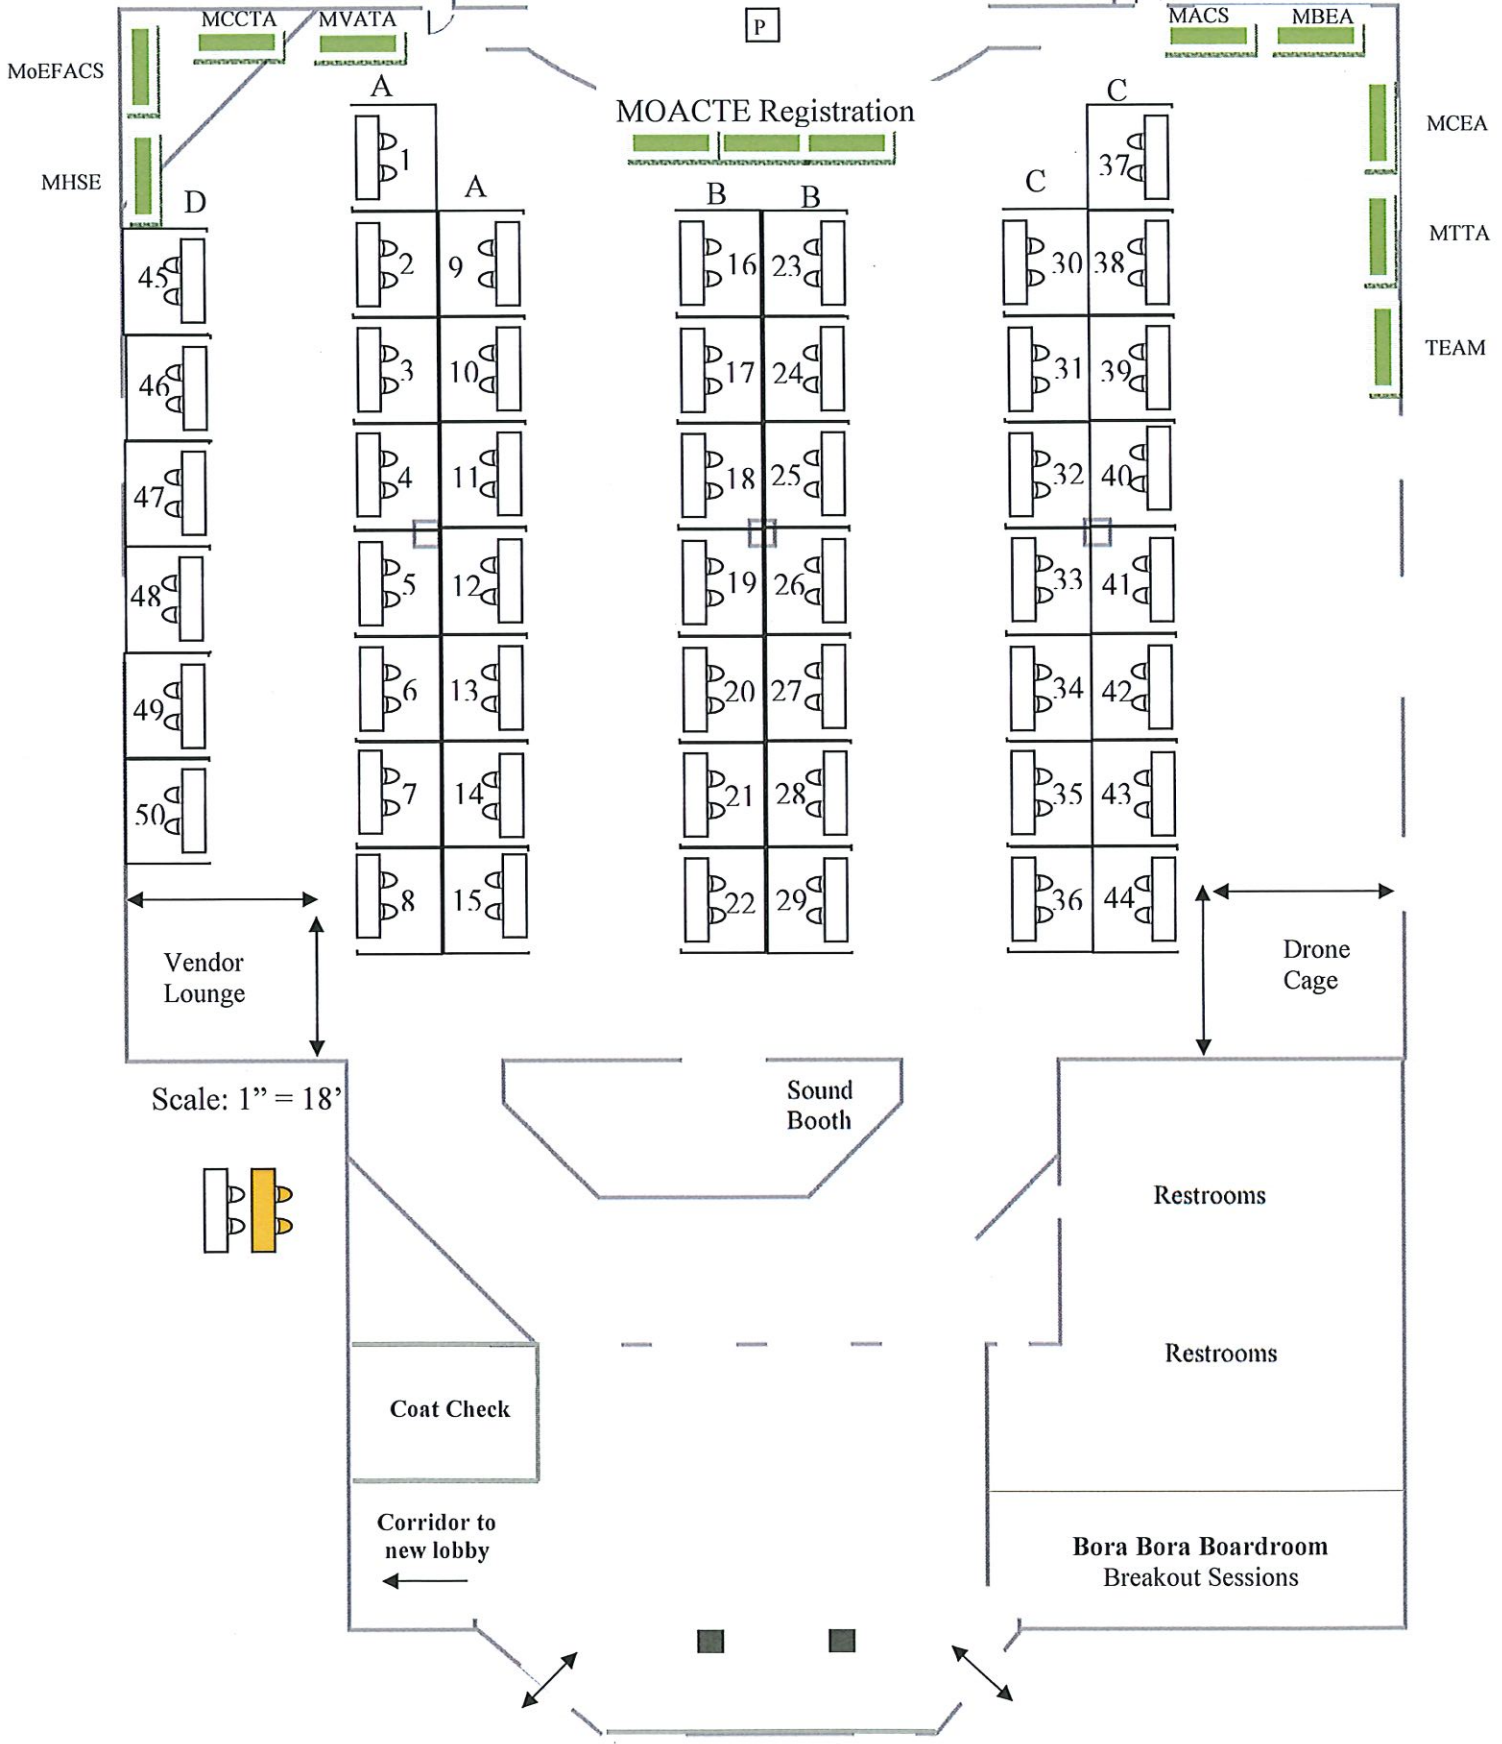 MCCTA
MVATA
P
MACS
MBEA
MoEFACS
MOACTE Registration
MCEA
MHSE
D
A
A
B
B
C
C
MTTA
TEAM
1
37
2
9
16
23
30
38
45
3
10
17
24
31
39
46
4
11
18
25
32
40
47
5
12
19
26
33
41
48
6
13
20
27
34
42
49
7
14
21
28
35
43
50
8
15
22
29
36
44
Vendor
Lounge
Drone
Cage
Scale: 1” = 18’
Sound
Booth
Restrooms
Restrooms
Coat Check
Corridor to
new lobby
Bora Bora Boardroom
Breakout Sessions